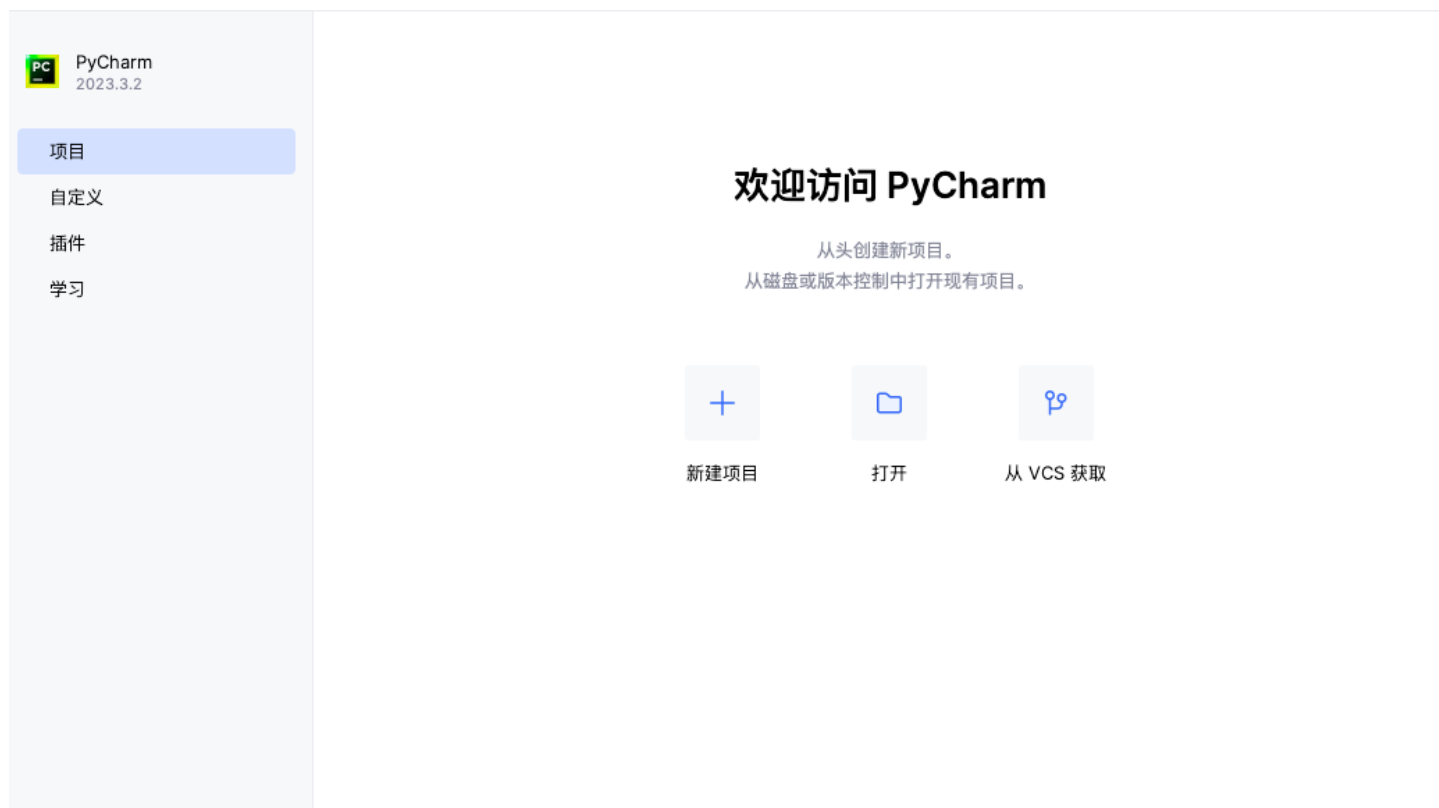 PC
PyCharm
2023.3.2
项目
自定义
插件
学习
欢迎访问 PyCharm
从头创建新项目。
从磁盘或版本控制中打开现有项目。
新建项目
打开
从 VCS 获取